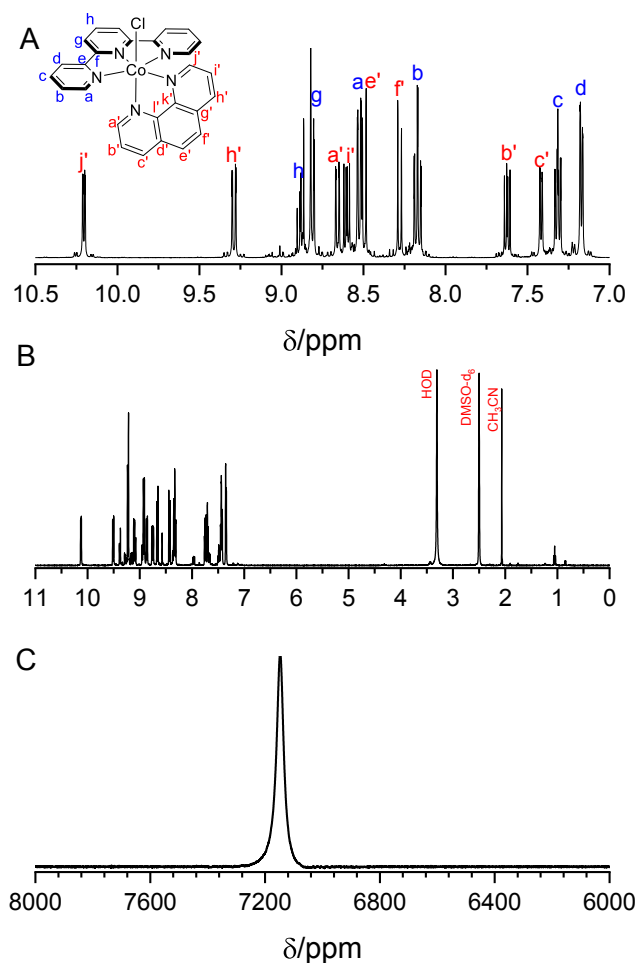 A
Cl
h
g
f
e
d
c
b
a
N
N
N
Co
N
N
j'
i'
h'
k'
l'
g'
a'
f'
b'
d'
e'
c'
j'
h'
h
g
a'
i'
a
e'
f'
b
b'
c'
c
d
10.5 10.0 9.5 9.0 8.5 8.0 7.5 7.0
δ/ppm
B
HOD
DMSO-d6
CH3CN
11 10 9 8 7 6 5 4 3 2 1 0
C
8000 7600 7200 6800 6400 6000
δ/ppm